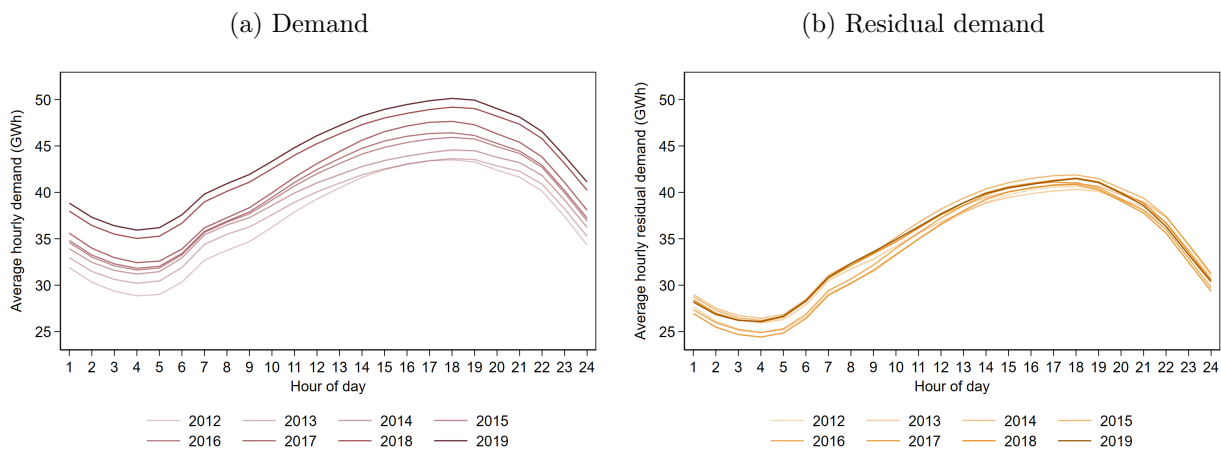 (a) Demand
Average hourly demand (GWh)
50
45
40
35
30
25
1 2 3 4 5 6 7 8 9 10 11 12 13 14 15 16 17 18 19 20 21 22 23 24
Hour of day
2012 2013 2014 2015
2016 2017 2018 2019
(b) Residual demand
Average hourly residual demand (GWh)
50
45
40
35
30
25
1 2 3 4 5 6 7 8 9 10 11 12 13 14 15 16 17 18 19 20 21 22 23 24
Hour of day
2012 2013 2014 2015
2016 2017 2018 2019